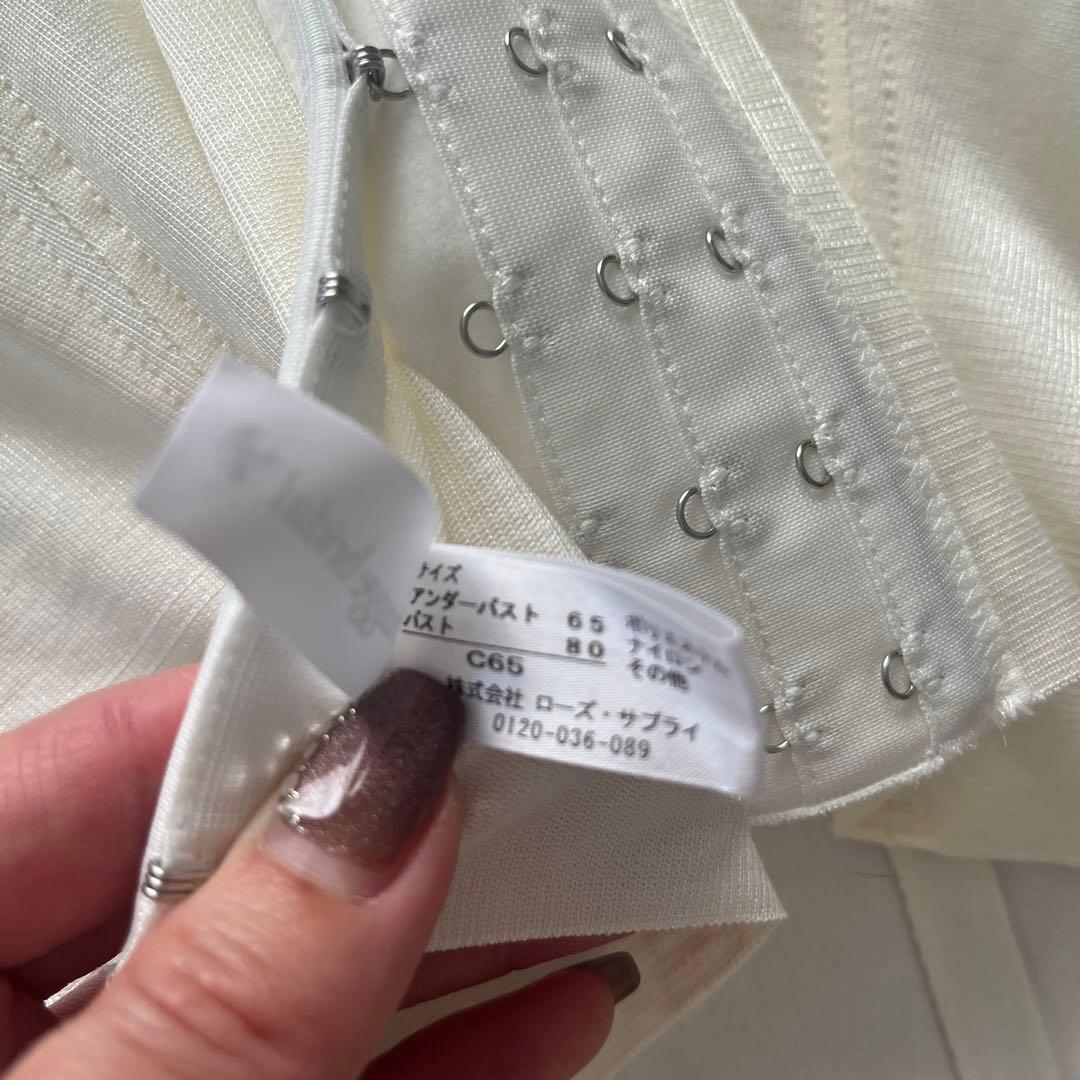 サイズ
アンダーバスト 65
バスト 80
C65
ナイロン
その他
株式会社 ローズ・サプライ
0120-036-089